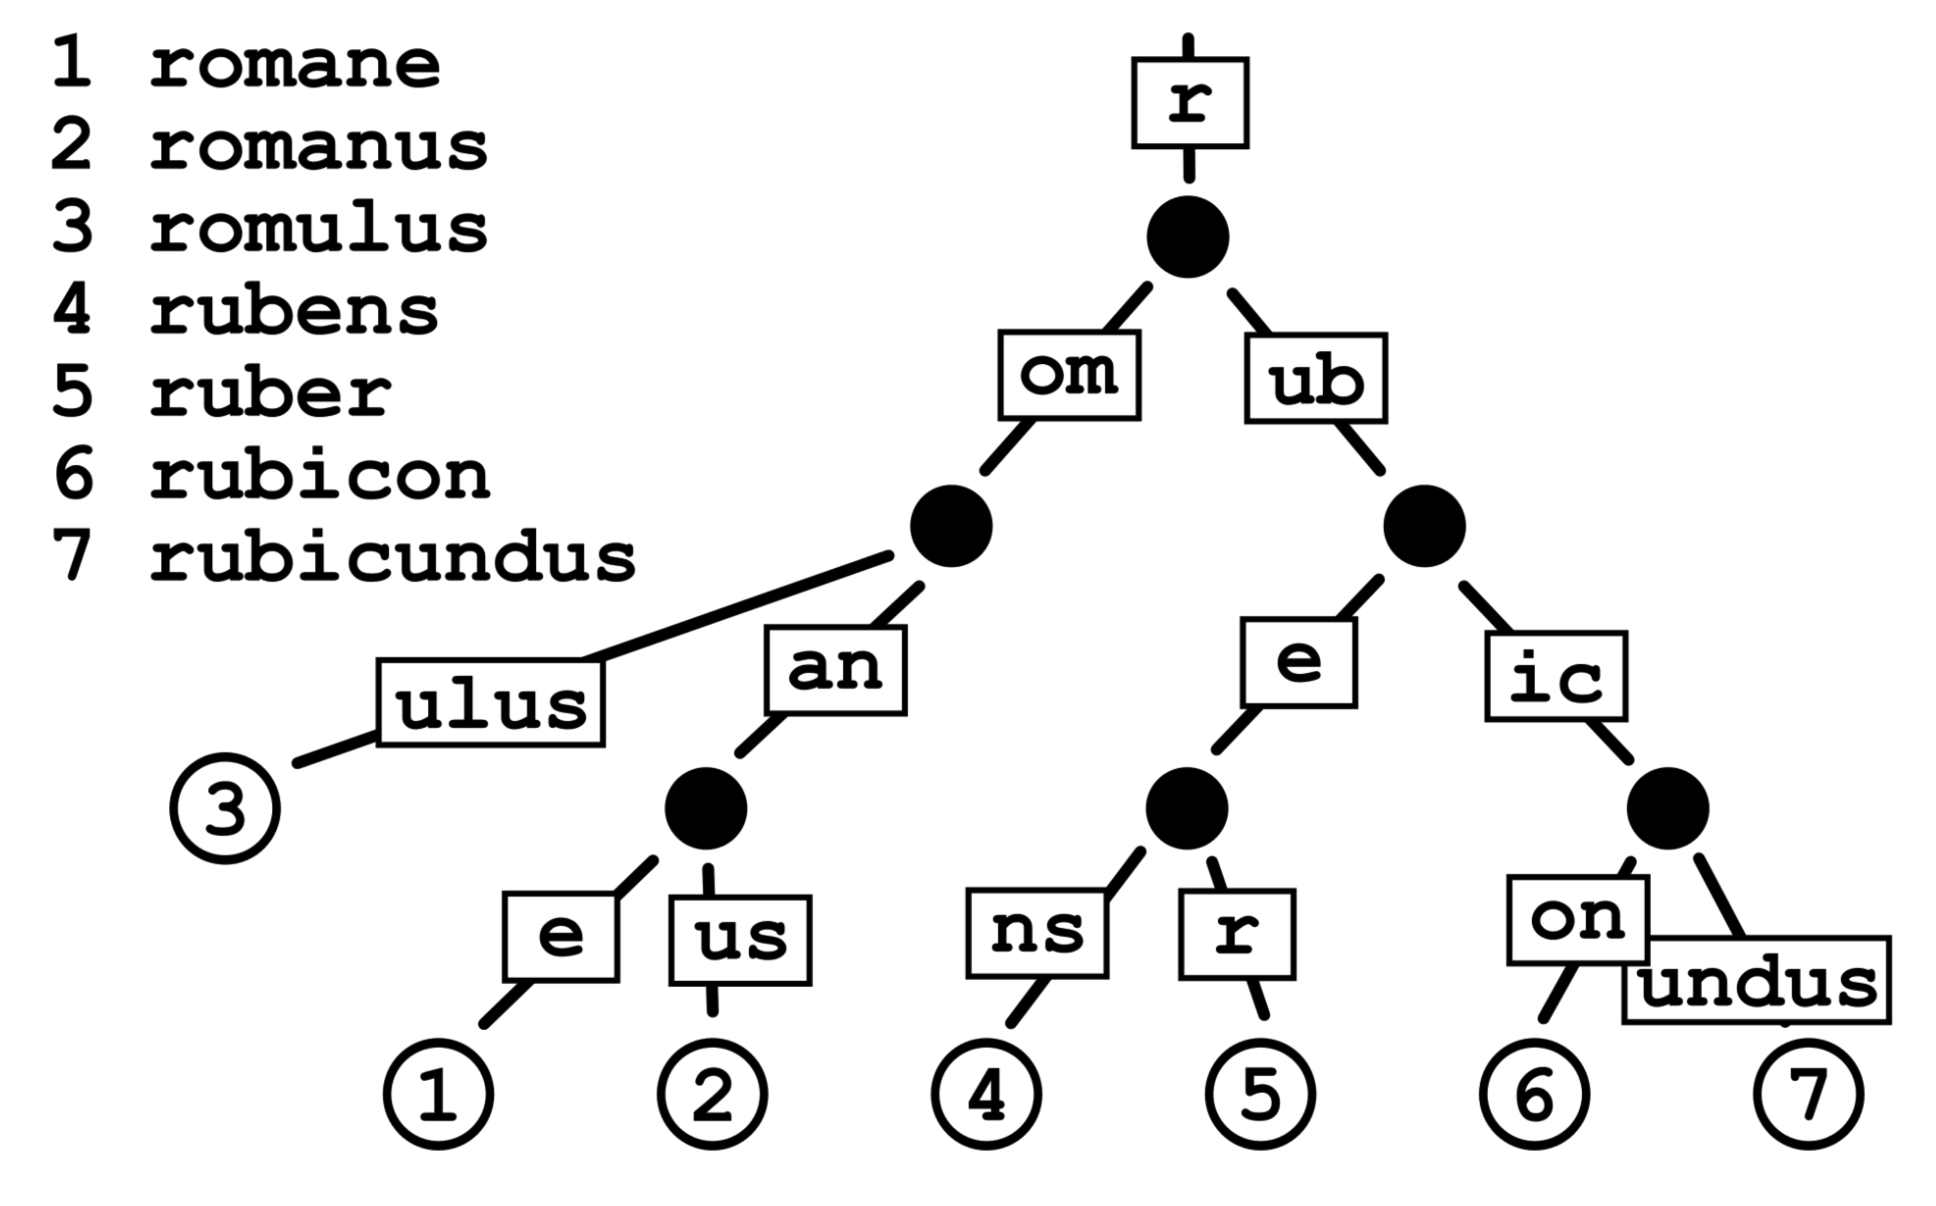 1 romane
2 romanus
3 romulus
4 rubens
5 ruber
6 rubicon
7 rubicundus
r
om
ub
ulus
an
e
ic
3
e
us
ns
r
on
undus
1
2
4
5
6
7